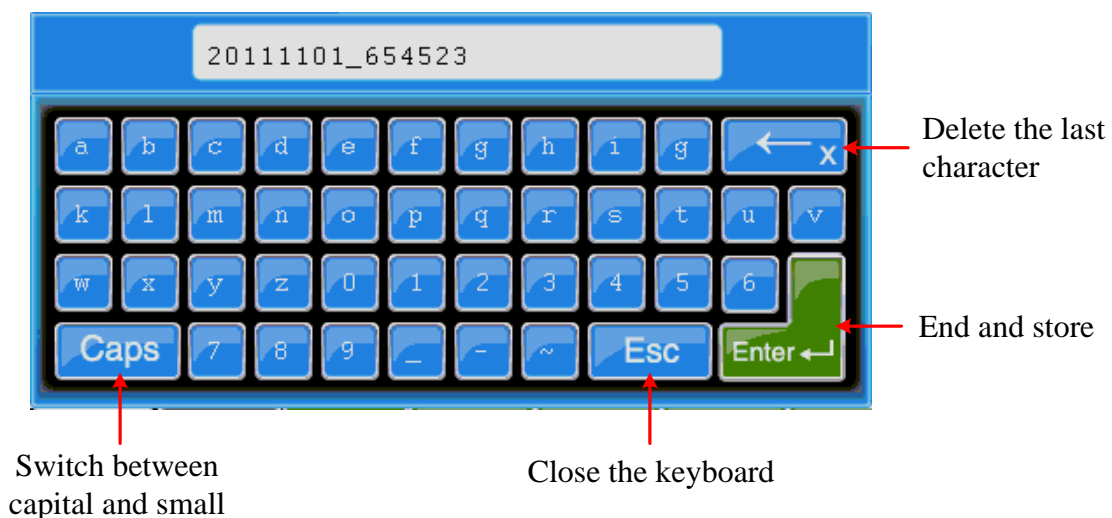 20111101_654523
a b c d e f g h i g ← x
k l m n o p q r s t u v
w x y z 0 1 2 3 4 5 6
Caps 7 8 9 _ - ~ Esc Enter ↵
Delete the last
character
End and store
Switch between
capital and small
Close the keyboard